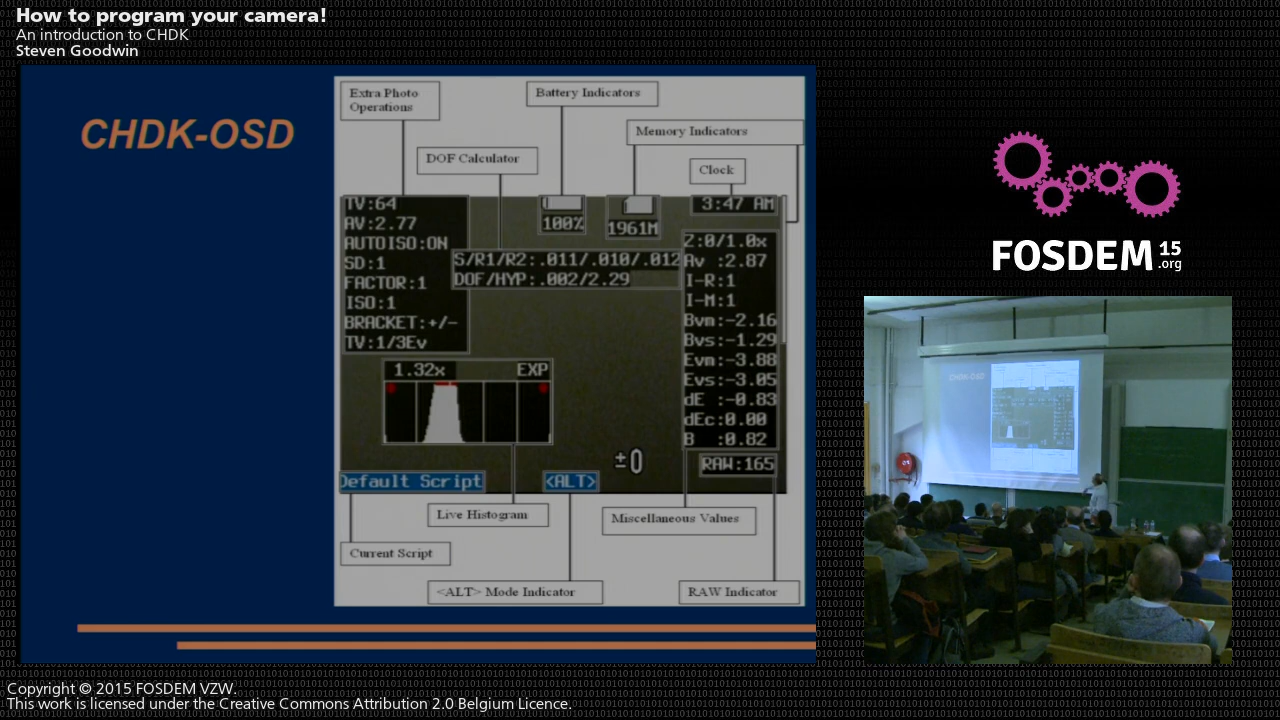 How to program your camera!
An introduction to CHDK
Steven Goodwin
CHDK-OSD
Extra Photo
Operations
Battery Indicators
Memory Indicators
DOF Calculator
Clock
TV:64
AV:2.77
AUTOISO:ON
SD:1
FACTOR:1
ISO:1
BRACKET:+/-
TV:1/3Ev
100%
1961M
3:47 AM
S/R1/R2:.011/.010/.012
DOF/HYP:.002/2.29
Z:0/1.0x
Av :2.87
I-R:1
I-M:1
Bvm:-2.16
Bvs:-1.29
Evm:-3.88
Evs:-3.05
dE :-0.83
dEc:0.00
B :0.82
1.32x EXP
±0
RAW:165
Default Script
<ALT>
Live Histogram
Miscellaneous Values
Current Script
<ALT> Mode Indicator
RAW Indicator
FOSDEM 15
.org
CHDK-OSD
Copyright © 2015 FOSDEM VZW.
This work is licensed under the Creative Commons Attribution 2.0 Belgium Licence.